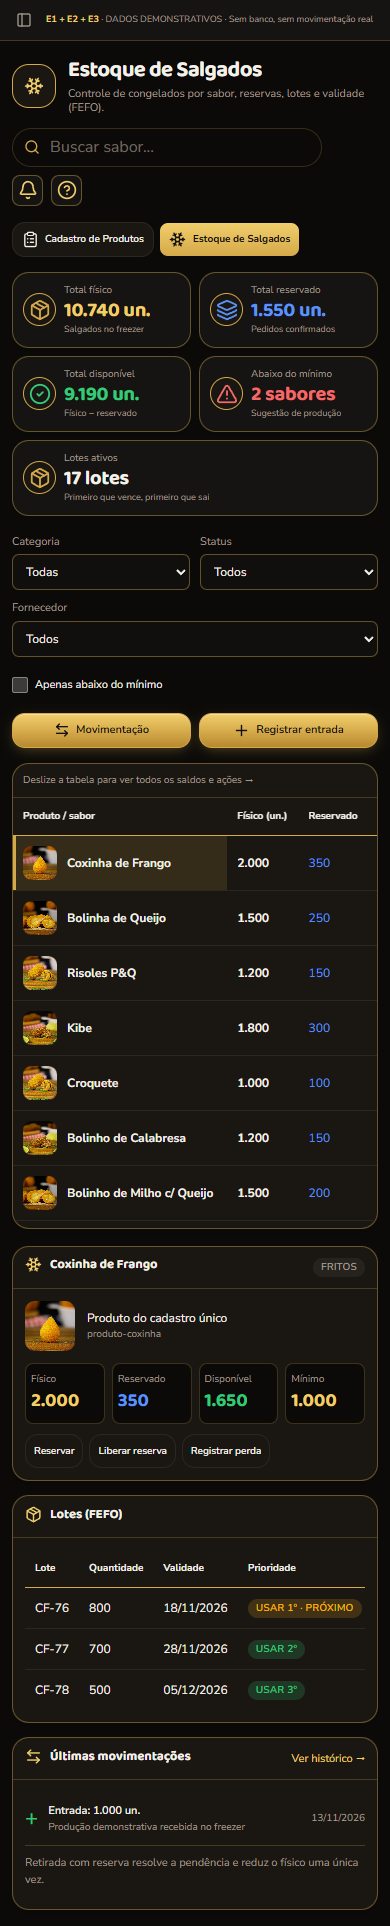 E1 + E2 + E3 · DADOS DEMONSTRATIVOS · Sem banco, sem movimentação real
Estoque de Salgados
Controle de congelados por sabor, reservas, lotes e validade
(FEFO).
Buscar sabor...
Cadastro de Produtos
Estoque de Salgados
Total físico
10.740 un.
Salgados no freezer
Total reservado
1.550 un.
Pedidos confirmados
Total disponível
9.190 un.
Físico − reservado
Abaixo do mínimo
2 sabores
Sugestão de produção
Lotes ativos
17 lotes
Primeiro que vence, primeiro que sai
Categoria
Status
Todas
Todos
Fornecedor
Todos
Apenas abaixo do mínimo
Movimentação
Registrar entrada
Deslize a tabela para ver todos os saldos e ações →
Produto / sabor Físico (un.) Reservado
Coxinha de Frango 2.000 350
Bolinha de Queijo 1.500 250
Risoles P&Q 1.200 150
Kibe 1.800 300
Croquete 1.000 100
Bolinho de Calabresa 1.200 150
Bolinho de Milho c/ Queijo 1.500 200
Coxinha de Frango
FRITOS
Produto do cadastro único
produto-coxinha
Físico
2.000
Reservado
350
Disponível
1.650
Mínimo
1.000
Reservar
Liberar reserva
Registrar perda
Lotes (FEFO)
Lote Quantidade Validade Prioridade
CF-76 800 18/11/2026 USAR 1º · PRÓXIMO
CF-77 700 28/11/2026 USAR 2º
CF-78 500 05/12/2026 USAR 3º
Últimas movimentações
Ver histórico →
Entrada: 1.000 un.
Produção demonstrativa recebida no freezer
13/11/2026
Retirada com reserva resolve a pendência e reduz o físico uma única
vez.